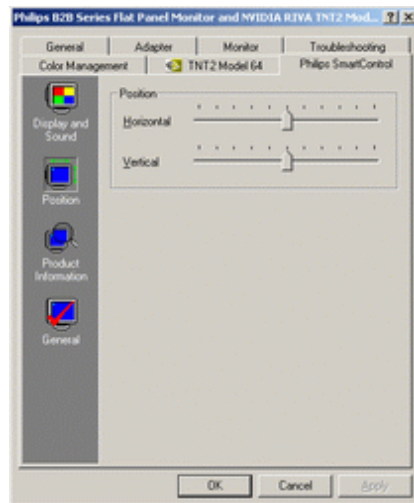 Philips B2B Series Flat Panel Monitor and NVIDIA RIVA TNT2 Mod...
General Adapter Monitor Troubleshooting
Color Management TNT2 Model 64 Philips SmartControl
Display and
Sound
Position
Product
Information
General
Position
Horizontal
Vertical
OK Cancel Apply